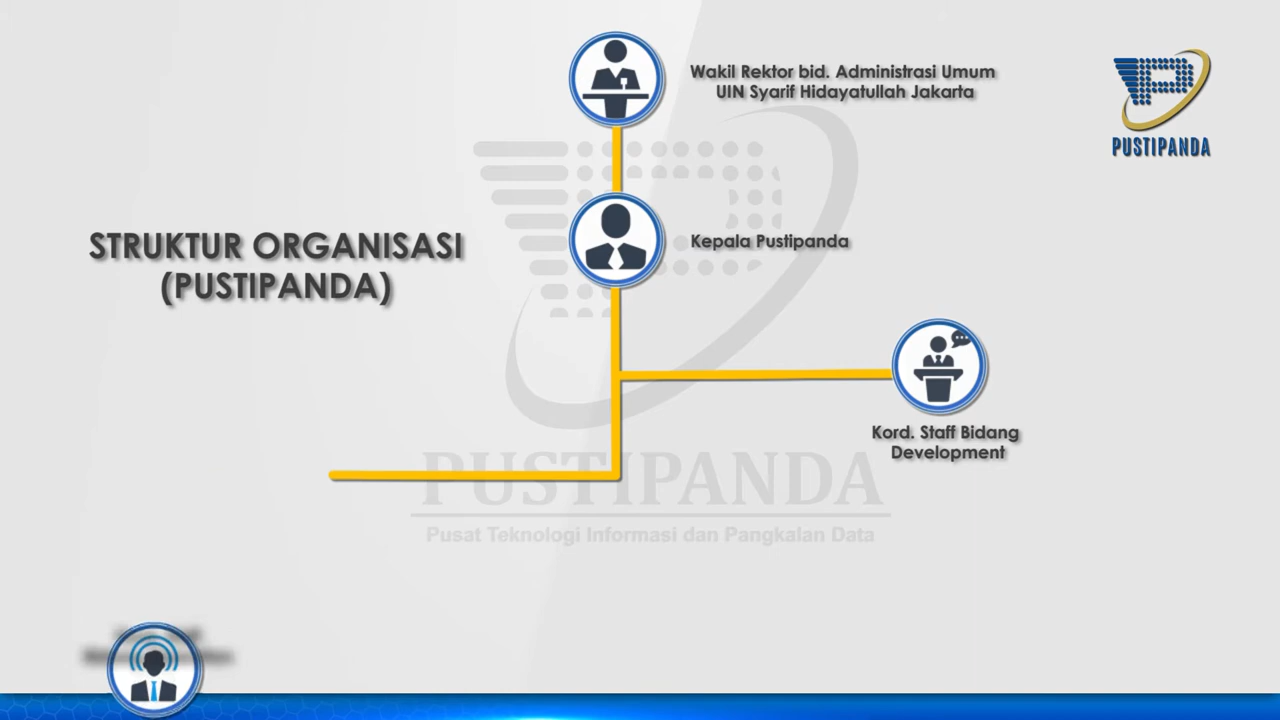 Wakil Rektor bid. Administrasi Umum
UIN Syarif Hidayatullah Jakarta
PUSTIPANDA
STRUKTUR ORGANISASI
(PUSTIPANDA)
Kepala Pustipanda
Kord. Staff Bidang
Development
PUSTIPANDA
Pusat Teknologi Informasi dan Pangkalan Data